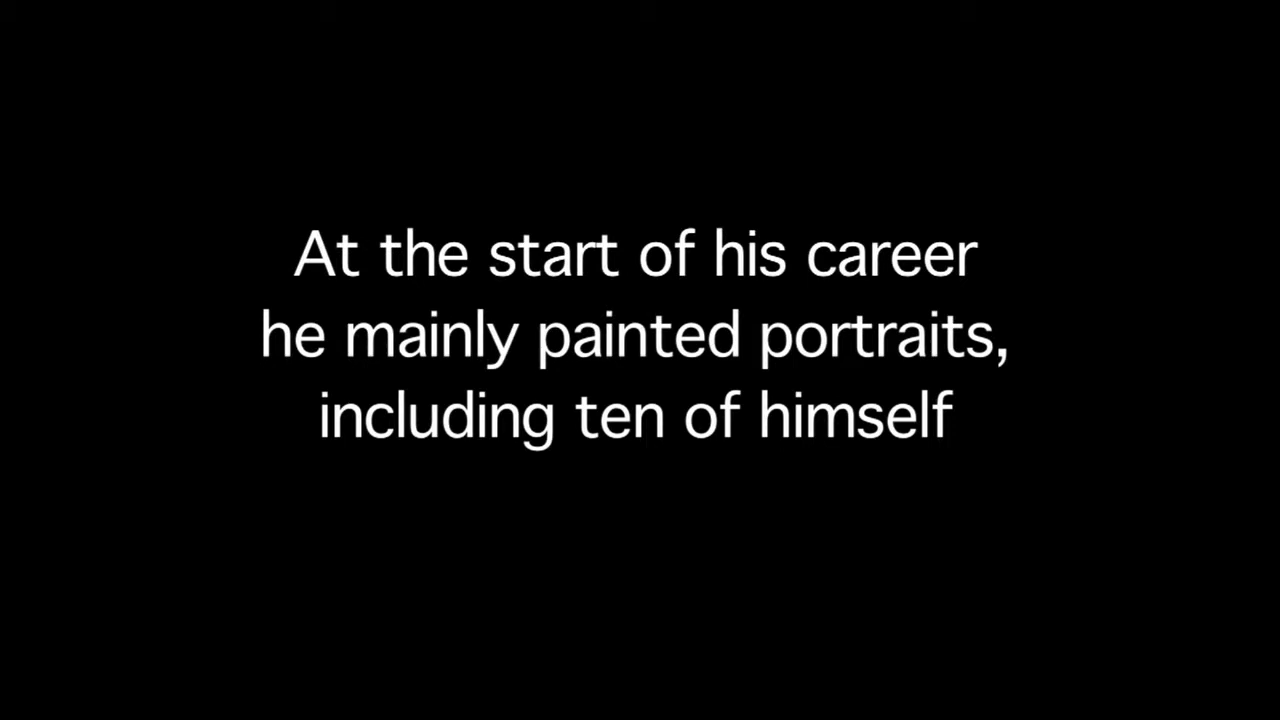 At the start of his career
he mainly painted portraits,
including ten of himself